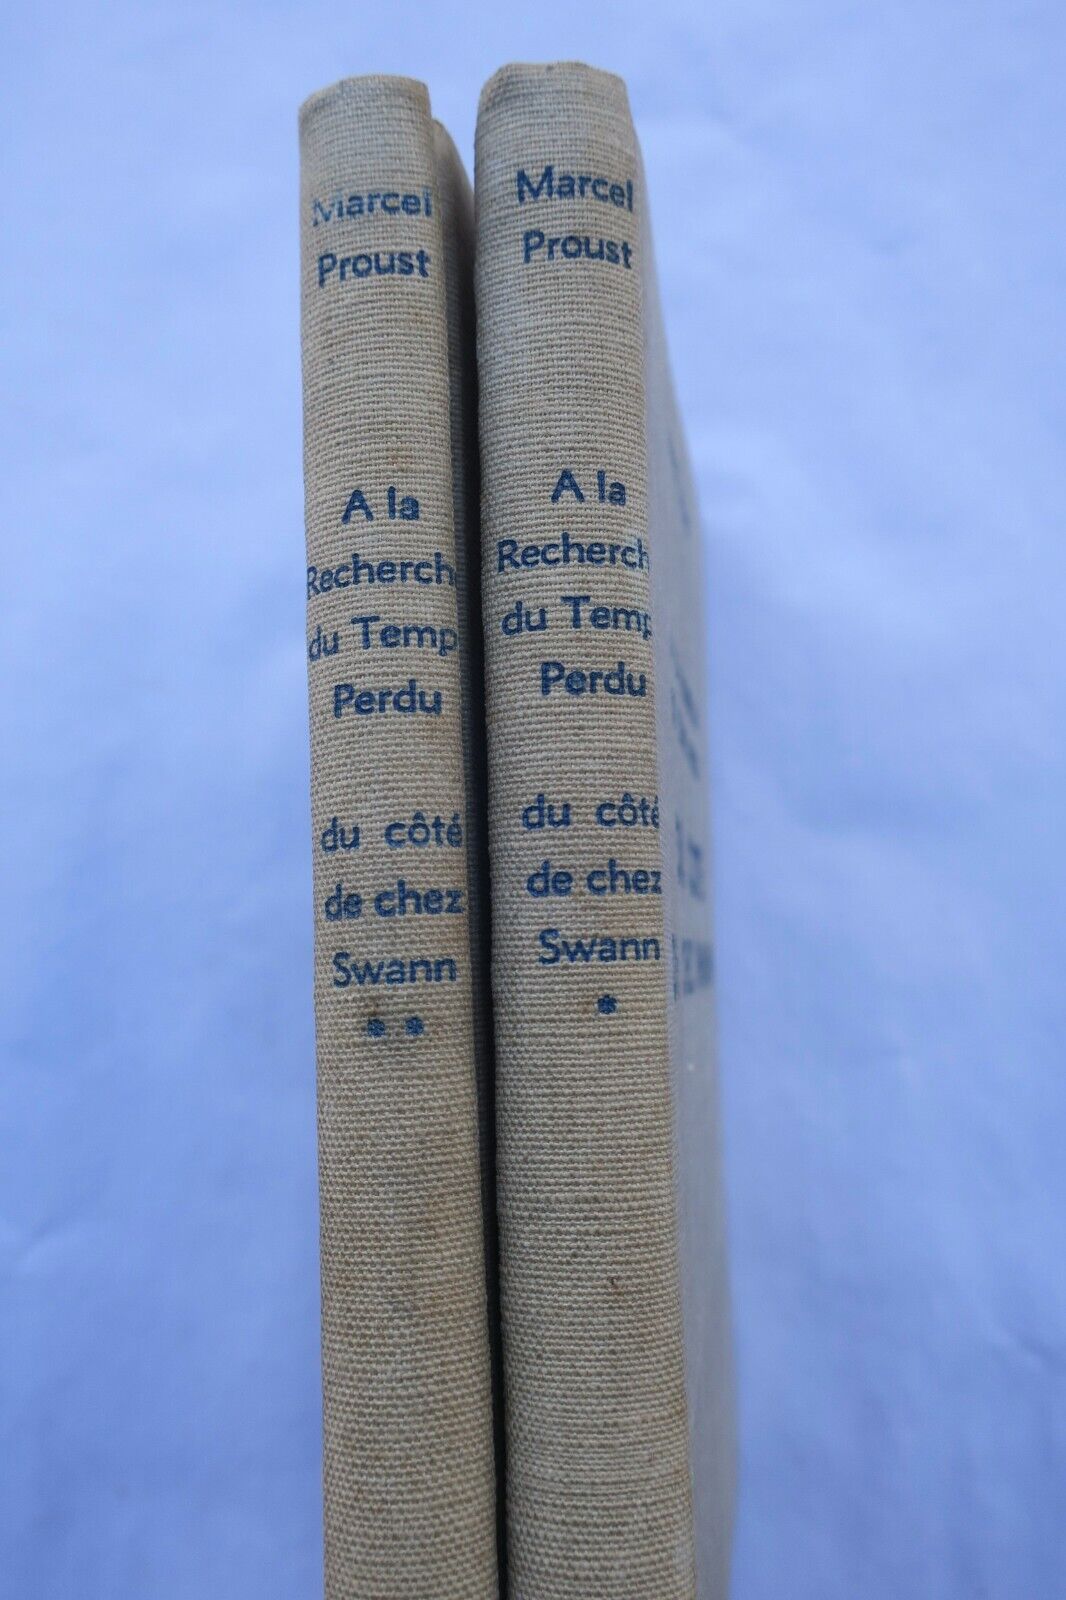 Marcel
Proust
A la
Recherche
du Temp
Perdu
du côté
de chez
Swann
* *
Marcel
Proust
A la
Recherch
du Temp
Perdu
du côté
de chez
Swann
*